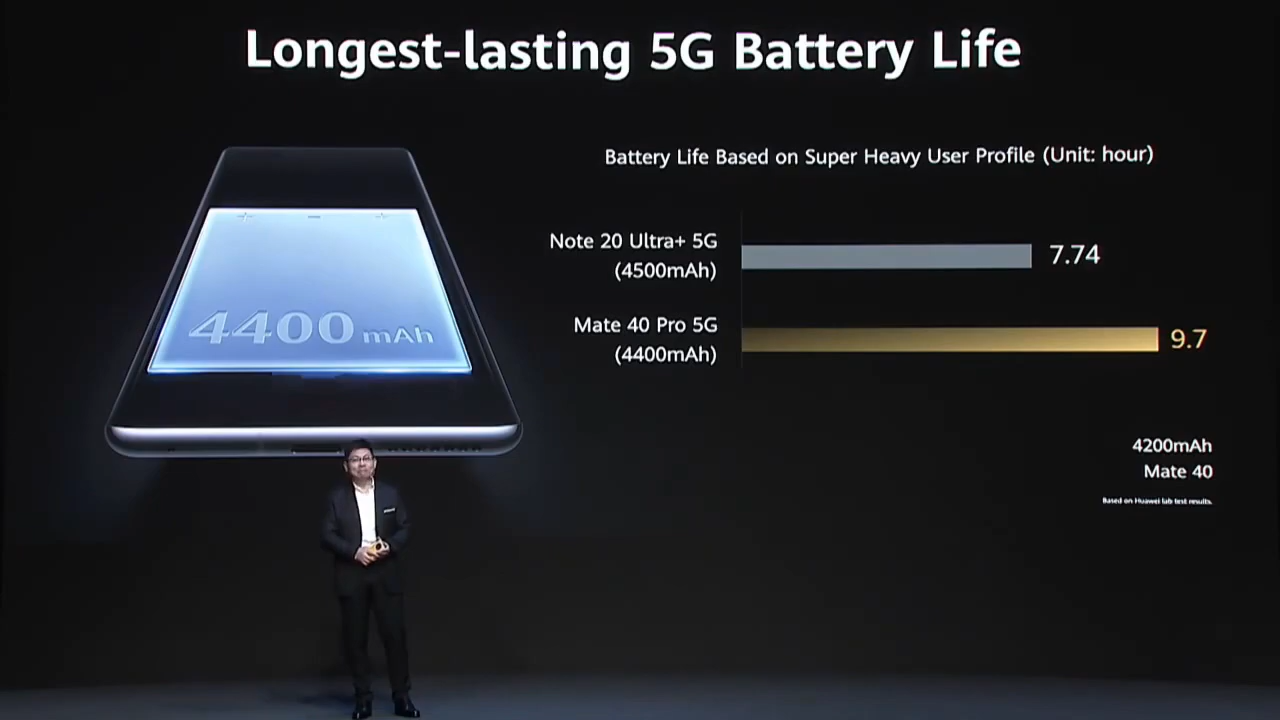 Longest-lasting 5G Battery Life
4400 mAh
Battery Life Based on Super Heavy User Profile (Unit: hour)
Note 20 Ultra+ 5G
(4500mAh)
7.74
Mate 40 Pro 5G
(4400mAh)
9.7
4200mAh
Mate 40
Based on Huawei lab test results.